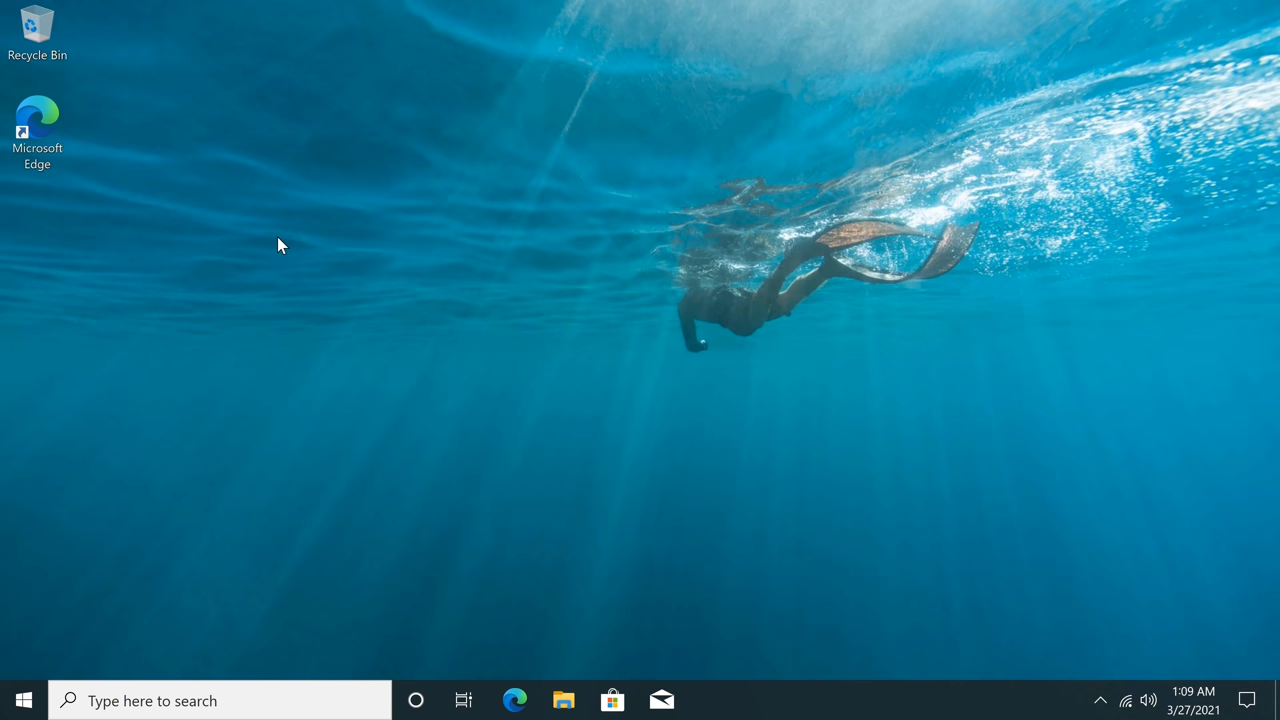 Recycle Bin
Microsoft
Edge
Type here to search
1:09 AM
3/27/2021